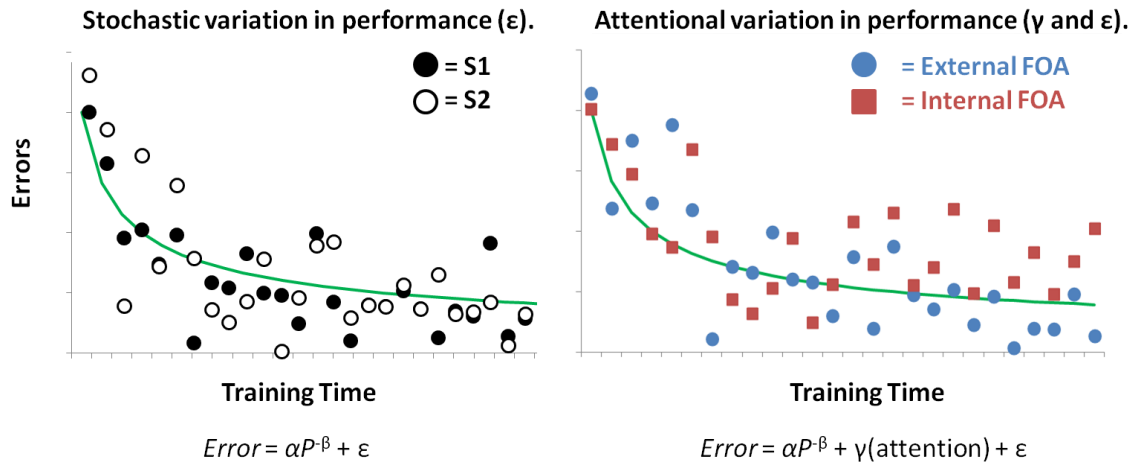 Stochastic variation in performance (ε).
= S1
= S2
Errors
Training Time
Error = αP^-β + ε
Attentional variation in performance (γ and ε).
= External FOA
= Internal FOA
Training Time
Error = αP^-β + γ(attention) + ε